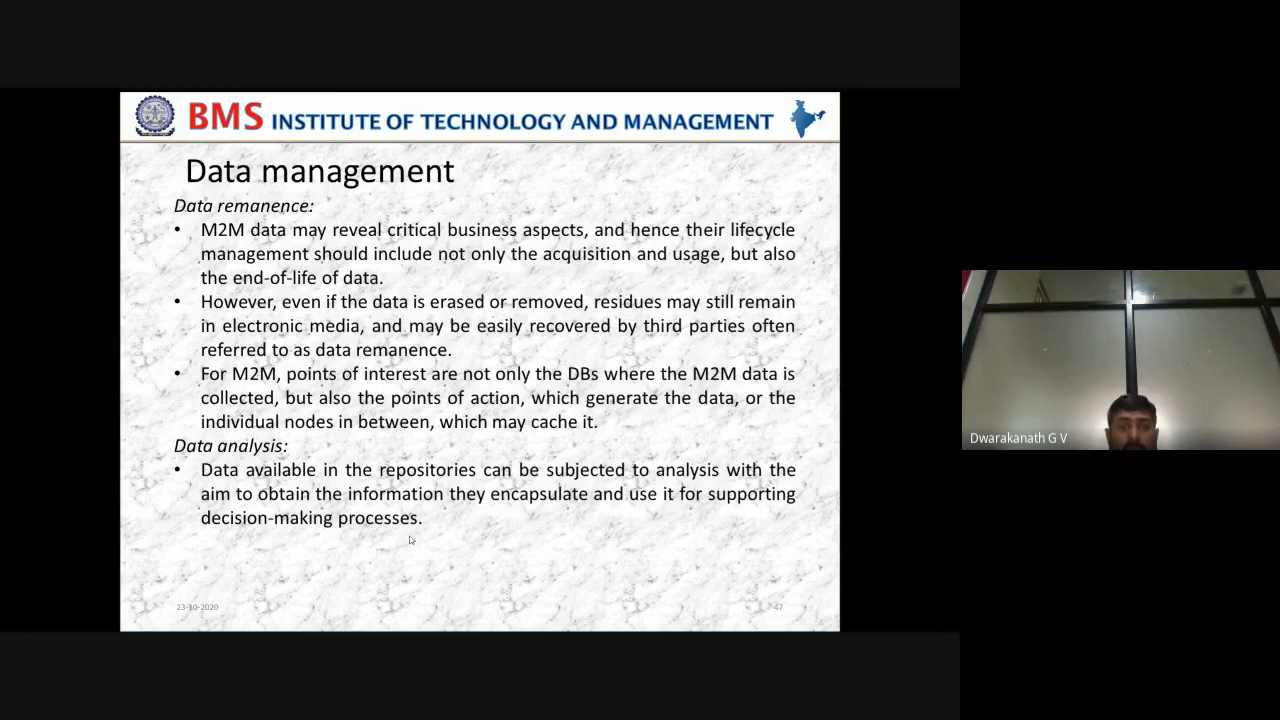 BMS INSTITUTE OF TECHNOLOGY AND MANAGEMENT
Data management
Data remanence:
• M2M data may reveal critical business aspects, and hence their lifecycle
management should include not only the acquisition and usage, but also
the end-of-life of data.
• However, even if the data is erased or removed, residues may still remain
in electronic media, and may be easily recovered by third parties often
referred to as data remanence.
• For M2M, points of interest are not only the DBs where the M2M data is
collected, but also the points of action, which generate the data, or the
individual nodes in between, which may cache it.
Data analysis:
• Data available in the repositories can be subjected to analysis with the
aim to obtain the information they encapsulate and use it for supporting
decision-making processes.
23-10-2020
47
Dwarakanath G V